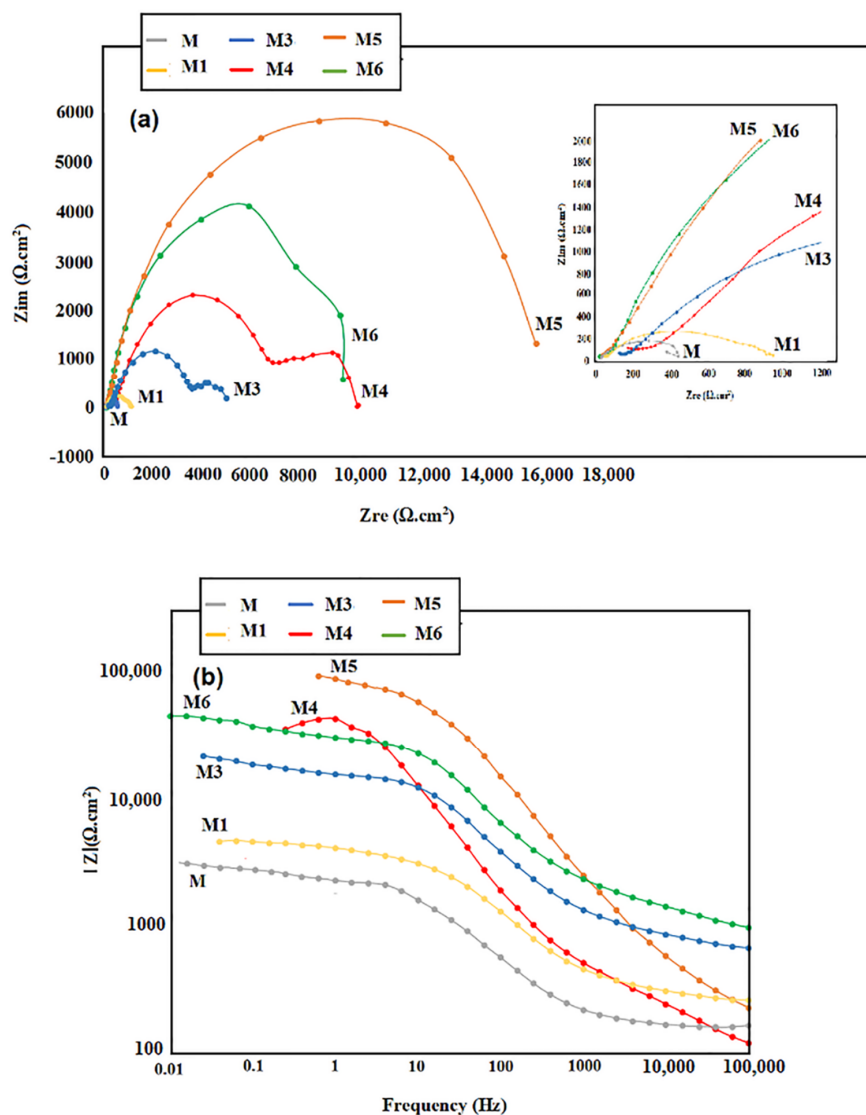 M M3 M5
M1 M4 M6
(a)
6000
5000
4000
3000
2000
1000
0
-1000
Zim (Ω.cm²)
M
M1
M3
M4
M6
M5
0 2000 4000 6000 8000 10,000 12,000 14,000 16,000 18,000
Zre (Ω.cm²)
2000
1800
1600
1400
1200
1000
800
600
400
200
0
Zim (Ω.cm²)
M5
M6
M4
M3
M1
M
0 200 400 600 800 1000 1200
Zre (Ω.cm²)
M M3 M5
M1 M4 M6
(b)
100,000
10,000
1000
100
| Z|(Ω.cm²)
M5
M4
M6
M3
M1
M
0.01 0.1 1 10 100 1000 10,000 100,000
Frequency (Hz)